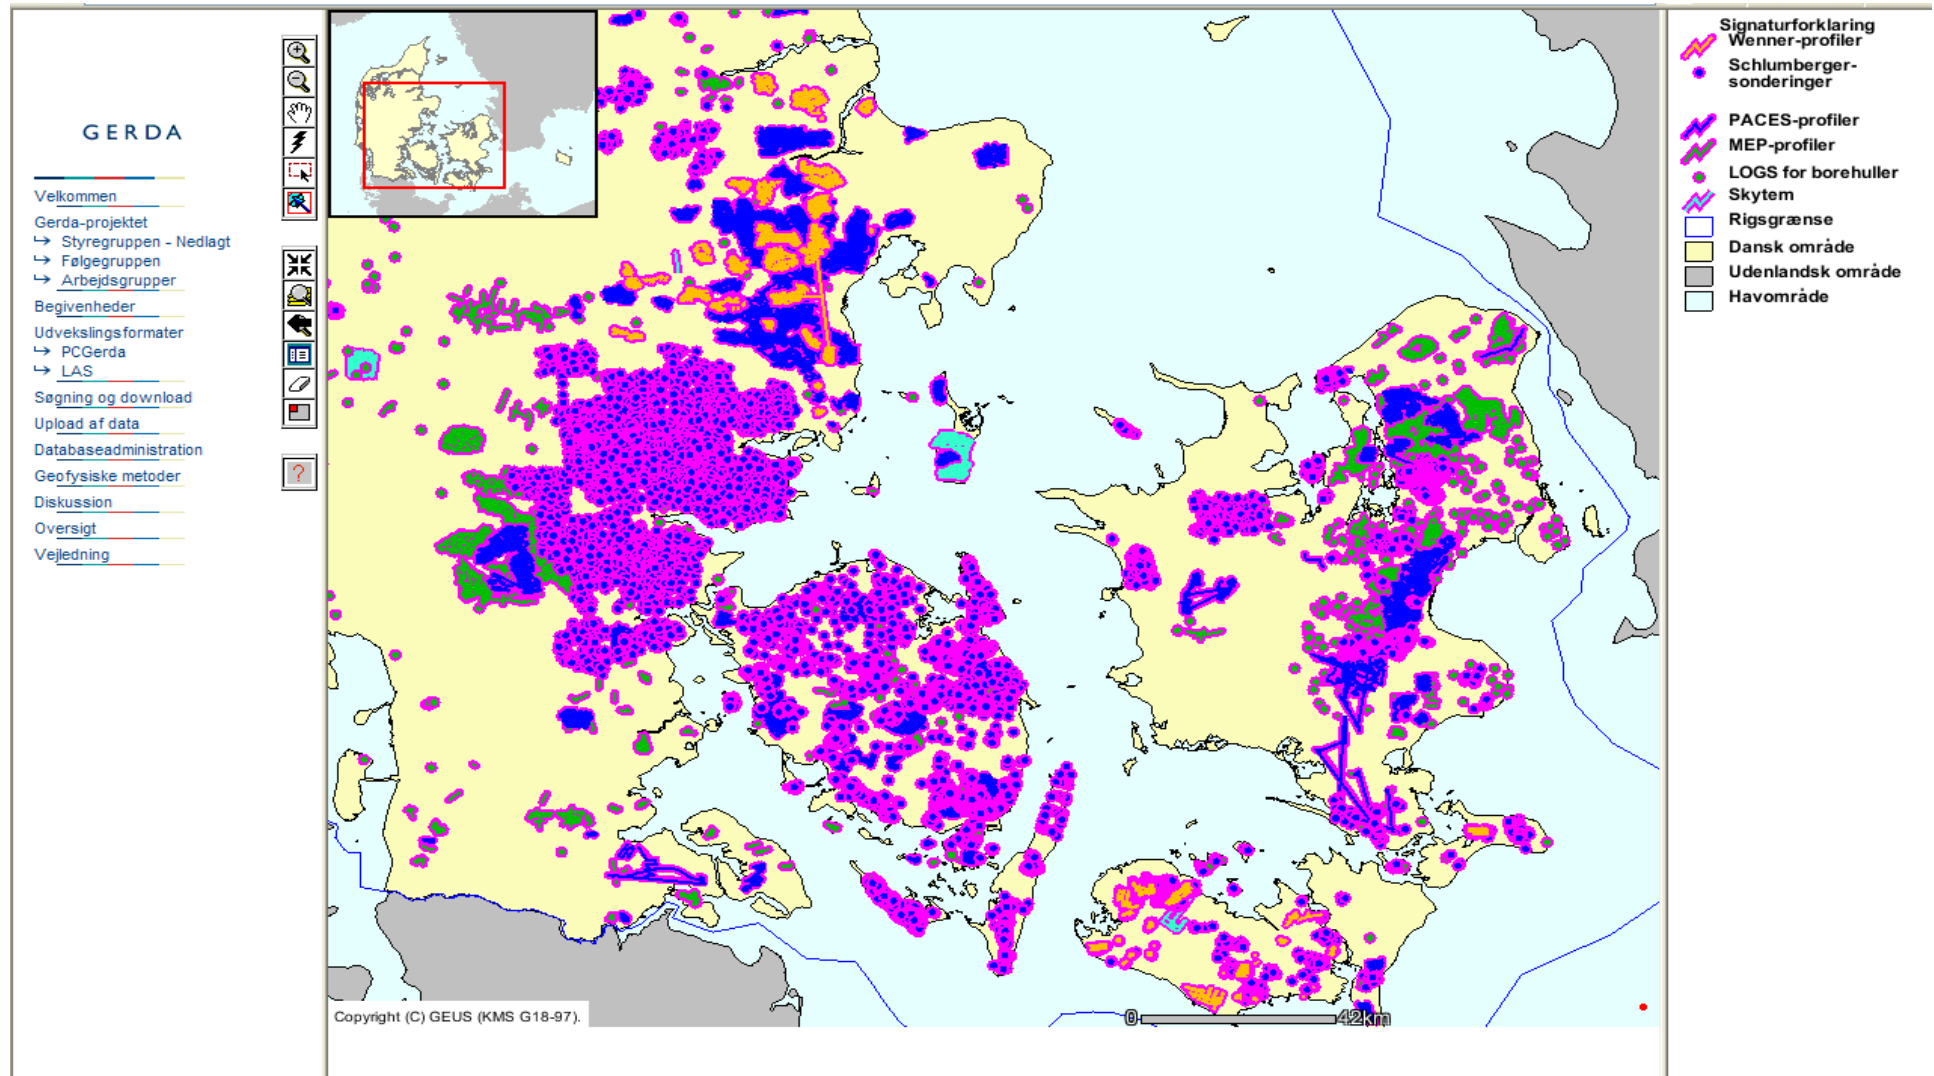 GERDA
Velkommen
Gerda-projektet
Styregruppen - Nedlagt
Følgegruppen
Arbejdsgrupper
Begivenheder
Udvekslingsformater
PCGerda
LAS
Søgning og download
Upload af data
Databaseadministration
Geofysiske metoder
Diskussion
Oversigt
Vejledning
?
Copyright (C) GEUS (KMS G18-97).
0 42km
Signaturforklaring
Wenner-profiler
Schlumberger-
sonderinger
PACES-profiler
MEP-profiler
LOGS for borehuller
Skytem
Rigsgrænse
Dansk område
Udenlandsk område
Havområde